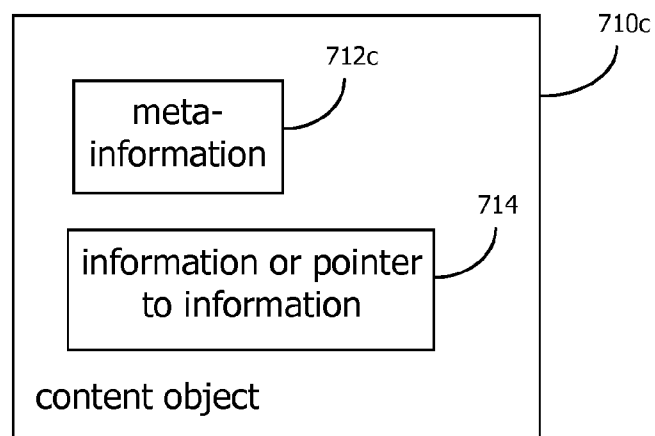 710c
712c
meta-
information
714
information or pointer
to information
content object